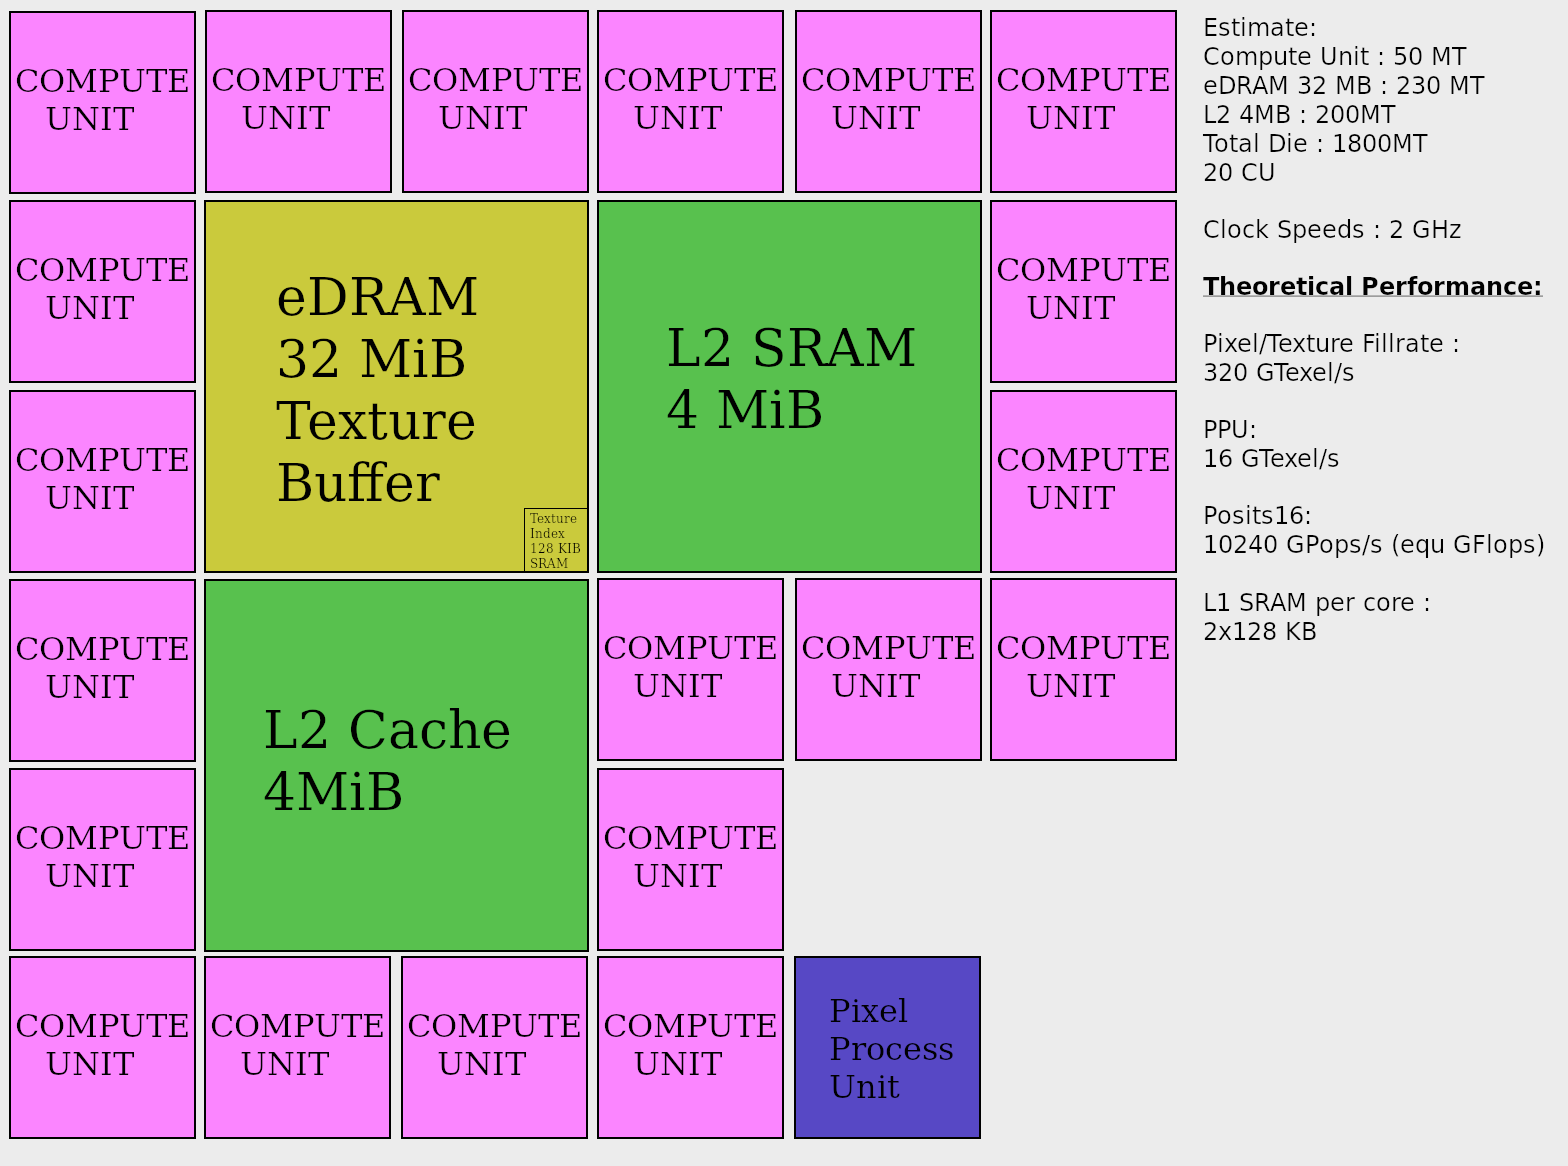 COMPUTE
UNIT
COMPUTE
UNIT
COMPUTE
UNIT
COMPUTE
UNIT
COMPUTE
UNIT
COMPUTE
UNIT
COMPUTE
UNIT
eDRAM
32 MiB
Texture
Buffer
Texture
Index
128 KIB
SRAM
L2 SRAM
4 MiB
COMPUTE
UNIT
COMPUTE
UNIT
COMPUTE
UNIT
COMPUTE
UNIT
L2 Cache
4MiB
COMPUTE
UNIT
COMPUTE
UNIT
COMPUTE
UNIT
COMPUTE
UNIT
COMPUTE
UNIT
COMPUTE
UNIT
COMPUTE
UNIT
COMPUTE
UNIT
COMPUTE
UNIT
Pixel
Process
Unit
Estimate:
Compute Unit : 50 MT
eDRAM 32 MB : 230 MT
L2 4MB : 200MT
Total Die : 1800MT
20 CU
Clock Speeds : 2 GHz
Theoretical Performance:
Pixel/Texture Fillrate :
320 GTexel/s
PPU:
16 GTexel/s
Posits16:
10240 GPops/s (equ GFlops)
L1 SRAM per core :
2x128 KB